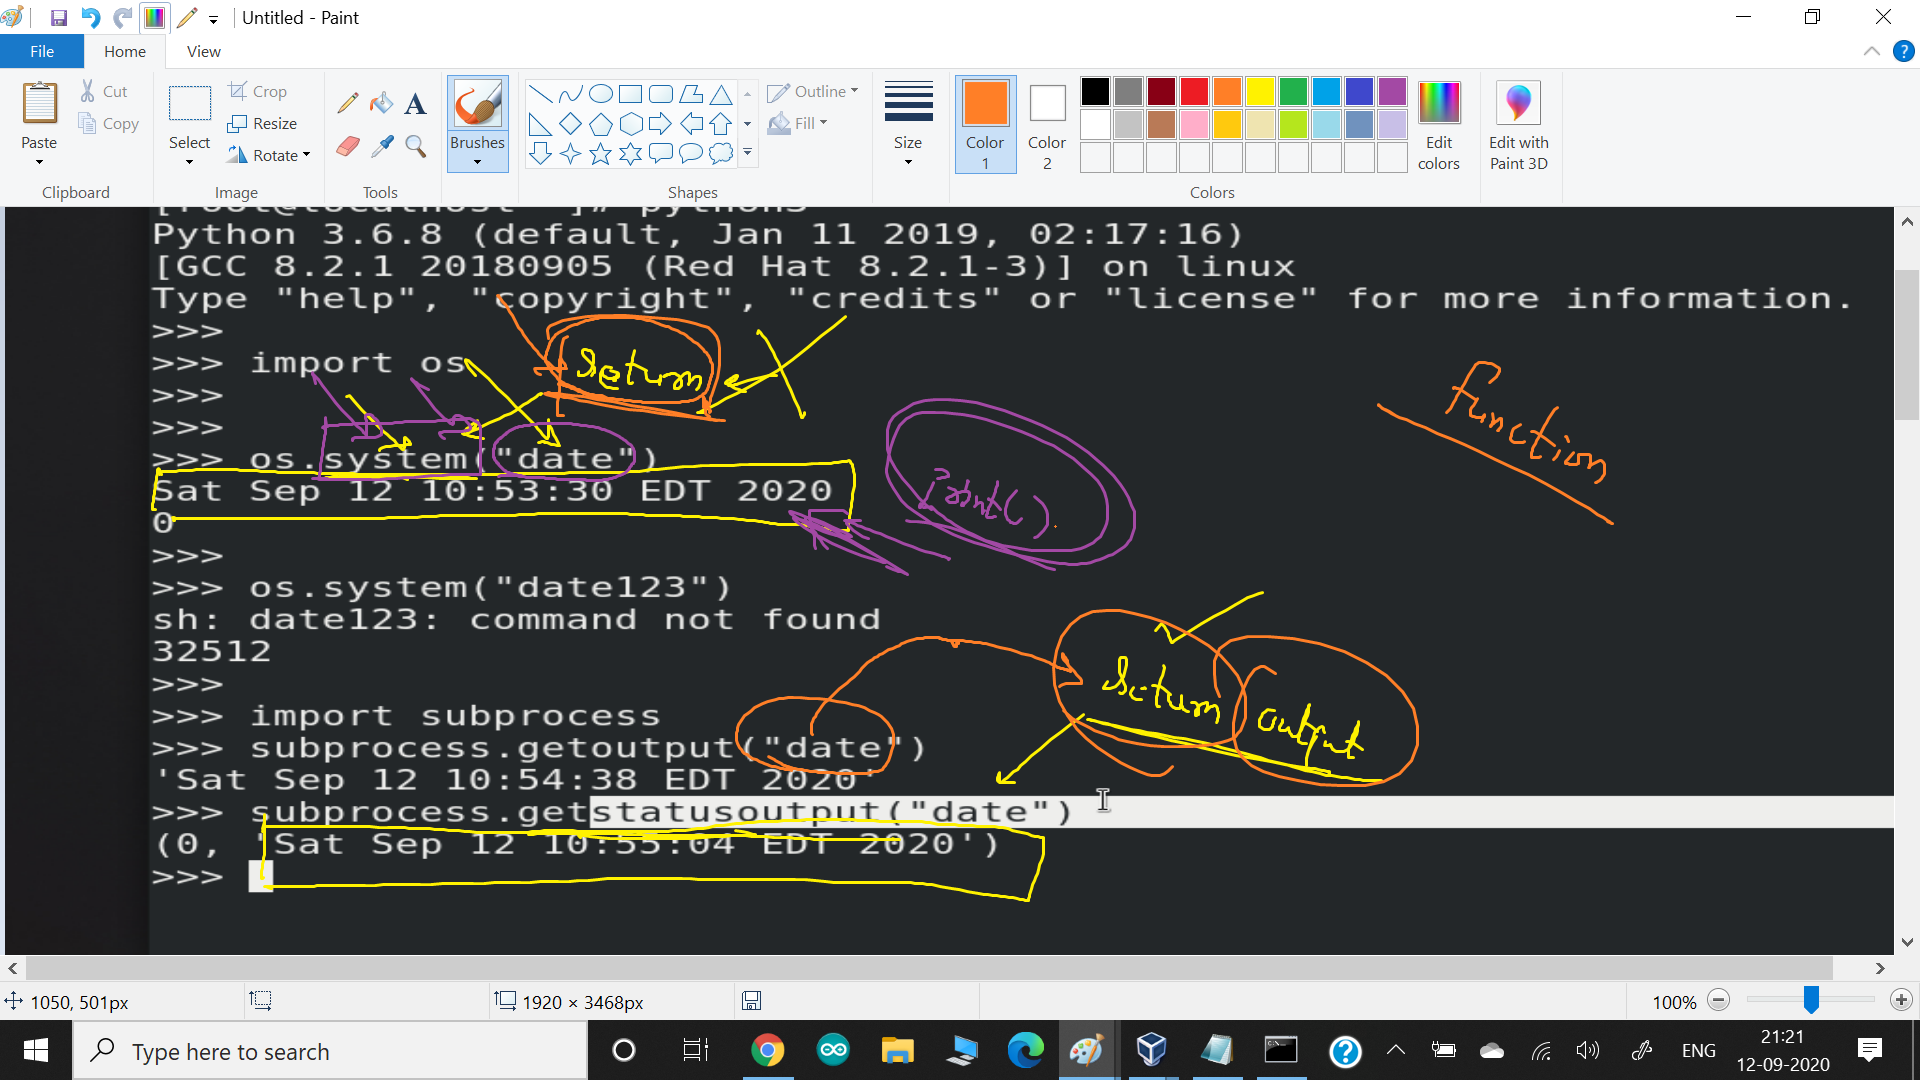 Untitled - Paint
File Home View
Paste
Cut
Copy
Clipboard
Select
Crop
Resize
Rotate
Image
Tools
Brushes
Shapes
Outline
Fill
Size
Color 1
Color 2
Colors
Edit colors
Edit with Paint 3D
[root@localhost ~]# python3
Python 3.6.8 (default, Jan 11 2019, 02:17:16)
[GCC 8.2.1 20180905 (Red Hat 8.2.1-3)] on linux
Type "help", "copyright", "credits" or "license" for more information.
>>>
>>> import os
return
>>>
function
>>>
>>> os.system("date")
Sat Sep 12 10:53:30 EDT 2020
print()
0
>>>
>>> os.system("date123")
sh: date123: command not found
32512
>>>
return output
>>> import subprocess
>>> subprocess.getoutput("date")
'Sat Sep 12 10:54:38 EDT 2020'
>>> subprocess.getstatusoutput("date")
(0, 'Sat Sep 12 10:55:04 EDT 2020')
>>>
1050, 501px
1920 × 3468px
100%
Type here to search
ENG
21:21
12-09-2020